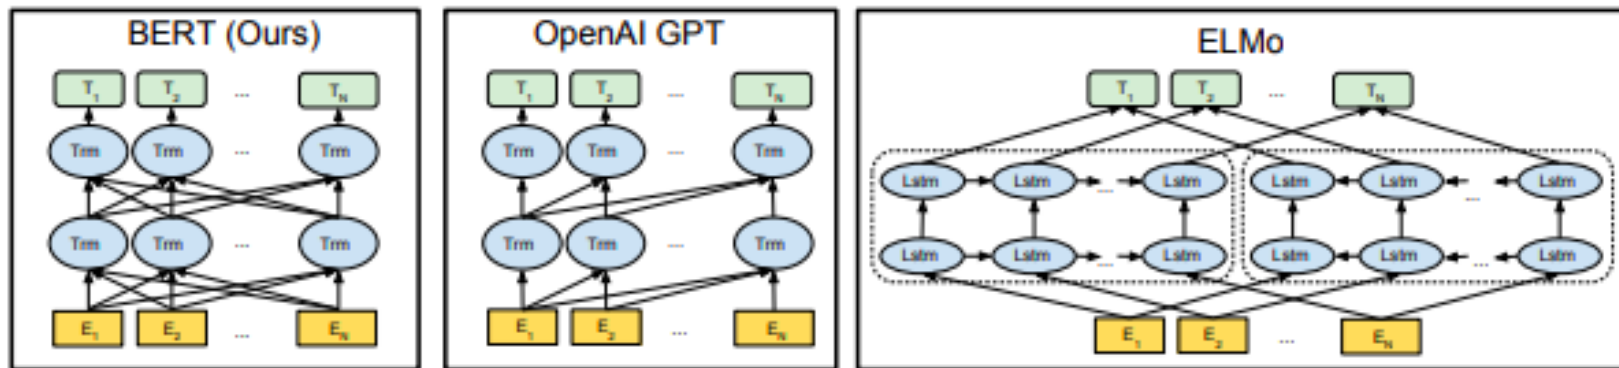 BERT (Ours)
T1 T2 ... TN
Trm Trm ... Trm
Trm Trm ... Trm
E1 E2 ... EN
OpenAI GPT
T1 T2 .... TN
Trm Trm .... Trm
Trm Trm .... Trm
E1 E2 ... EN
ELMo
T1 T2 ... TN
Lstm Lstm .... Lstm Lstm Lstm ... Lstm
Lstm Lstm .... Lstm Lstm Lstm ... Lstm
E1 E2 ... EN